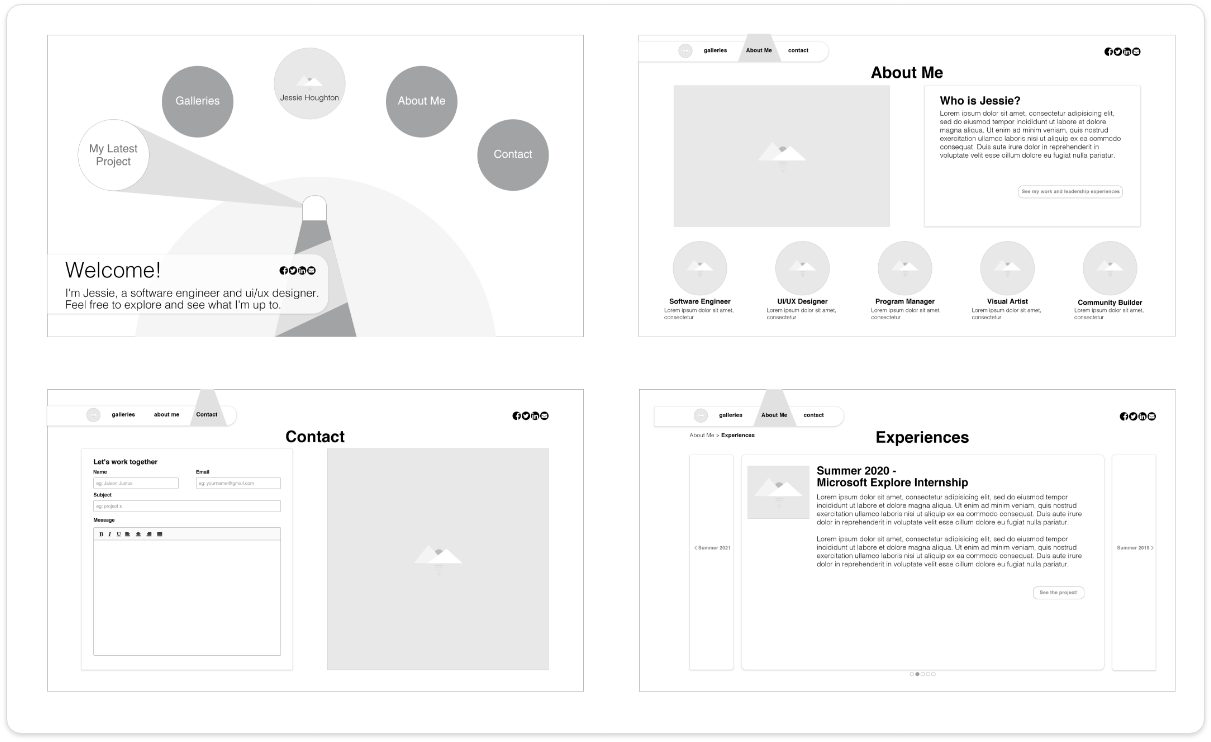 Galleries
Jessie Houghton
About Me
My Latest
Project
Contact
Welcome!
I'm Jessie, a software engineer and ui/ux designer.
Feel free to explore and see what I'm up to.
galleries
About Me
contact
About Me
Who is Jessie?
Lorem ipsum dolor sit amet, consectetur adipisicing elit,
sed do eiusmod tempor incididunt ut labore et dolore
magna aliqua. Ut enim ad minim veniam, quis nostrud
exercitation ullamco laboris nisi ut aliquip ex ea commodo
consequat. Duis aute irure dolor in reprehenderit in
voluptate velit esse cillum dolore eu fugiat nulla pariatur.
See my work and leadership experiences
Software Engineer
Lorem ipsum dolor sit amet,
consectetur
UI/UX Designer
Lorem ipsum dolor sit amet,
consectetur
Program Manager
Lorem ipsum dolor sit amet,
consectetur
Visual Artist
Lorem ipsum dolor sit amet,
consectetur
Community Builder
Lorem ipsum dolor sit amet,
consectetur
galleries
about me
Contact
Contact
Let's work together
Name
Email
eg: yourname@gmail.com
Subject
eg: project x
Message
B I U
galleries
About Me
contact
About Me > Experiences
Experiences
< Summer 2021
Summer 2020 -
Microsoft Explore Internship
Lorem ipsum dolor sit amet, consectetur adipisicing elit, sed do eiusmod tempor
incididunt ut labore et dolore magna aliqua. Ut enim ad minim veniam, quis nostrud
exercitation ullamco laboris nisi ut aliquip ex ea commodo consequat. Duis aute irure
dolor in reprehenderit in voluptate velit esse cillum dolore eu fugiat nulla pariatur.
Lorem ipsum dolor sit amet, consectetur adipisicing elit, sed do eiusmod tempor
incididunt ut labore et dolore magna aliqua. Ut enim ad minim veniam, quis nostrud
exercitation ullamco laboris nisi ut aliquip ex ea commodo consequat. Duis aute irure
dolor in reprehenderit in voluptate velit esse cillum dolore eu fugiat nulla pariatur.
See the project!
Summer 2019 >